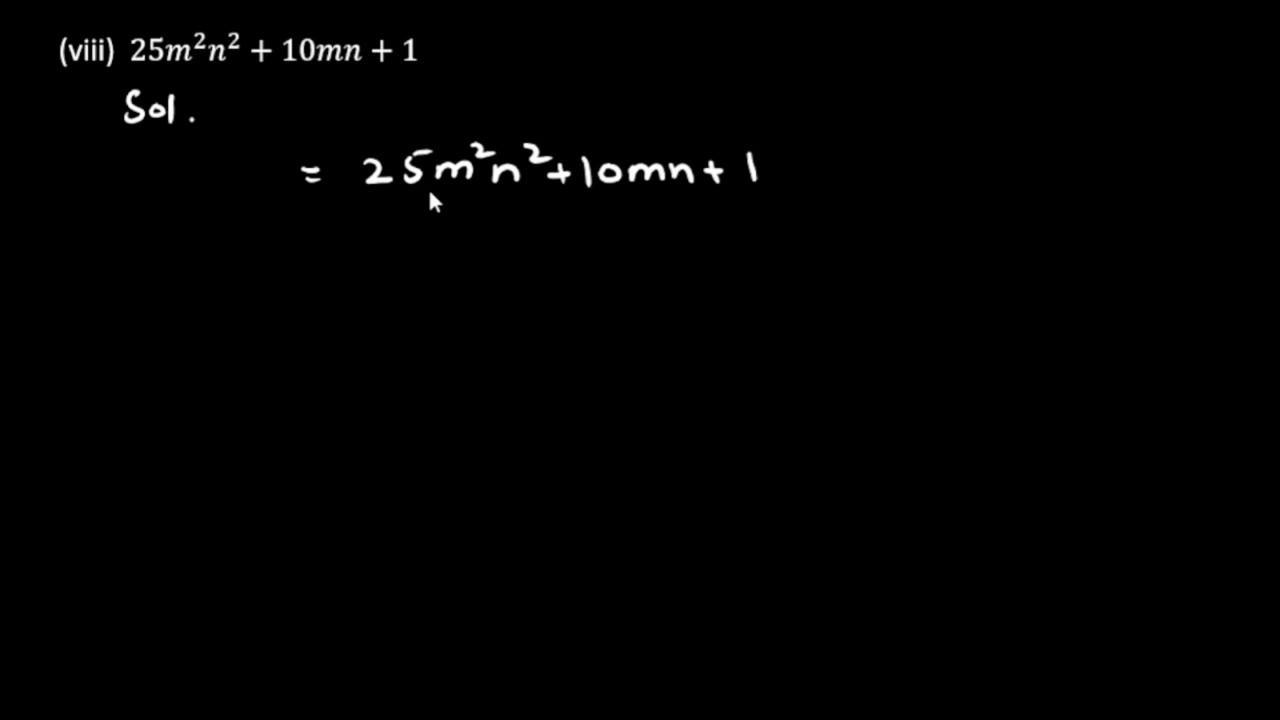 (viii) 25m²n² + 10mn + 1
Sol.
= 25m²n²+10mn+1